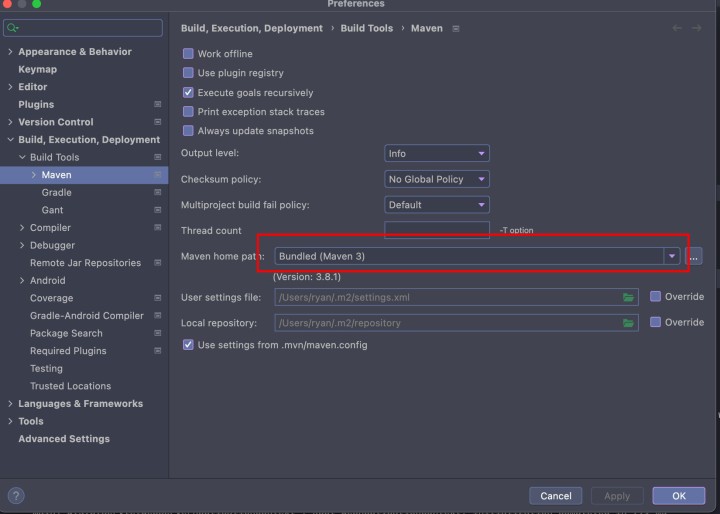 Preferences
Build, Execution, Deployment › Build Tools › Maven
Appearance & Behavior
Keymap
Editor
Plugins
Version Control
Build, Execution, Deployment
Build Tools
Maven
Gradle
Gant
Compiler
Debugger
Remote Jar Repositories
Android
Coverage
Gradle-Android Compiler
Package Search
Required Plugins
Testing
Trusted Locations
Languages & Frameworks
Tools
Advanced Settings
Work offline
Use plugin registry
Execute goals recursively
Print exception stack traces
Always update snapshots
Output level: Info
Checksum policy: No Global Policy
Multiproject build fail policy: Default
Thread count -T option
Maven home path: Bundled (Maven 3) ...
(Version: 3.8.1)
User settings file: /Users/ryan/.m2/settings.xml Override
Local repository: /Users/ryan/.m2/repository Override
Use settings from .mvn/maven.config
? Cancel Apply OK